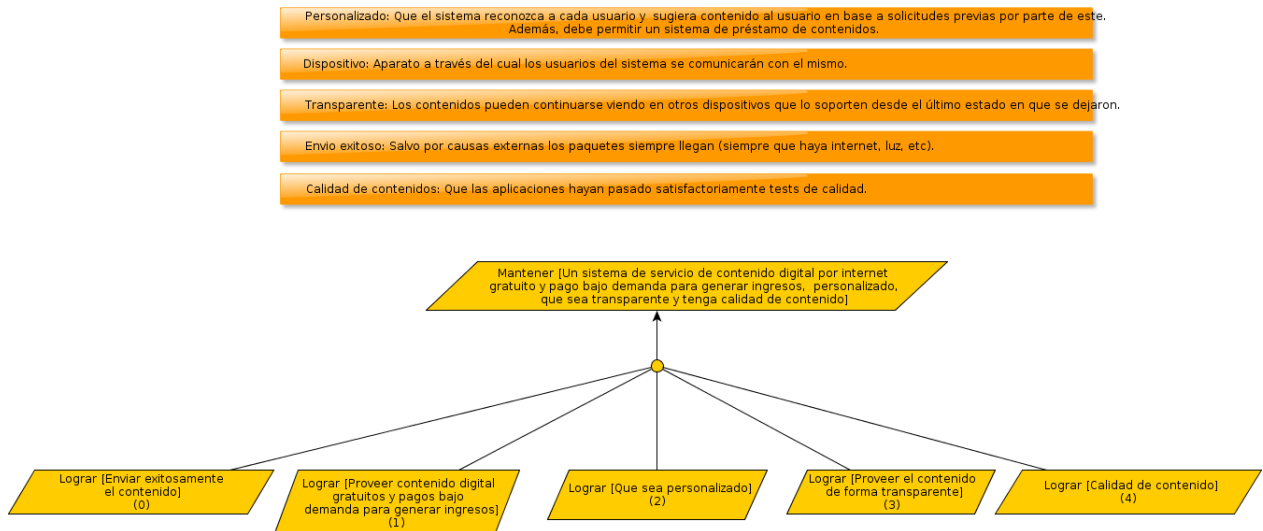 Personalizado: Que el sistema reconozca a cada usuario y sugiera contenido al usuario en base a solicitudes previas por parte de este.
Además, debe permitir un sistema de préstamo de contenidos.
Dispositivo: Aparato a través del cual los usuarios del sistema se comunicarán con el mismo.
Transparente: Los contenidos pueden continuarse viendo en otros dispositivos que lo soporten desde el último estado en que se dejaron.
Envio exitoso: Salvo por causas externas los paquetes siempre llegan (siempre que haya internet, luz, etc).
Calidad de contenidos: Que las aplicaciones hayan pasado satisfactoriamente tests de calidad.
Mantener [Un sistema de servicio de contenido digital por internet
gratuito y pago bajo demanda para generar ingresos, personalizado,
que sea transparente y tenga calidad de contenido]
Lograr [Enviar exitosamente
el contenido]
(0)
Lograr [Proveer contenido digital
gratuitos y pagos bajo
demanda para generar ingresos]
(1)
Lograr [Que sea personalizado]
(2)
Lograr [Proveer el contenido
de forma transparente]
(3)
Lograr [Calidad de contenido]
(4)